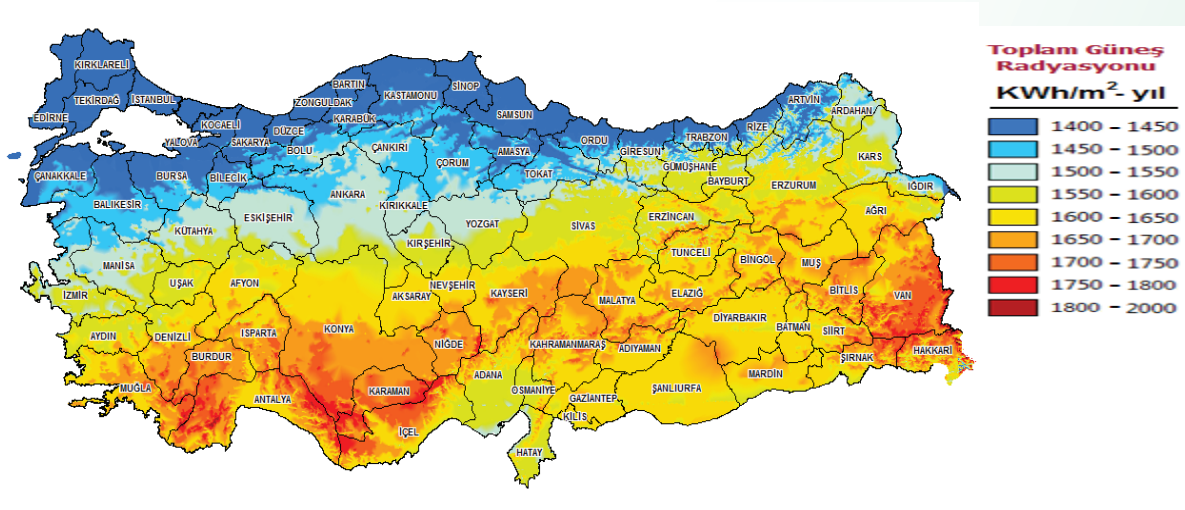 Toplam Güneş
Radyasyonu
KWh/m²- yıl
1400 - 1450
1450 - 1500
1500 - 1550
1550 - 1600
1600 - 1650
1650 - 1700
1700 - 1750
1750 - 1800
1800 - 2000
KIRKLARELİ
TEKİRDAĞ
İSTANBUL
EDİRNE
KOCAELİ
YALOVA
SAKARYA
DÜZCE
BOLU
ZONGULDAK
BARTIN
KARABÜK
KASTAMONU
SİNOP
SAMSUN
ÇANKIRI
ÇORUM
AMASYA
TOKAT
ORDU
GİRESUN
TRABZON
RİZE
ARTVİN
ARDAHAN
GÜMÜŞHANE
BAYBURT
ERZURUM
KARS
IĞDIR
AĞRI
ÇANAKKALE
BURSA
BİLECİK
BALIKESİR
KÜTAHYA
ESKİŞEHİR
ANKARA
KIRIKKALE
KIRŞEHİR
YOZGAT
SİVAS
ERZİNCAN
TUNCELİ
BİNGÖL
MUŞ
BİTLİS
VAN
MANİSA
İZMİR
UŞAK
AFYON
AKSARAY
NEVŞEHİR
KAYSERİ
MALATYA
ELAZIĞ
DİYARBAKIR
BATMAN
SİİRT
ŞIRNAK
HAKKARİ
AYDIN
DENİZLİ
ISPARTA
BURDUR
KONYA
NİĞDE
KAHRAMANMARAŞ
ADIYAMAN
MARDİN
MUĞLA
ANTALYA
KARAMAN
İÇEL
ADANA
OSMANİYE
GAZİANTEP
KİLİS
ŞANLIURFA
HATAY